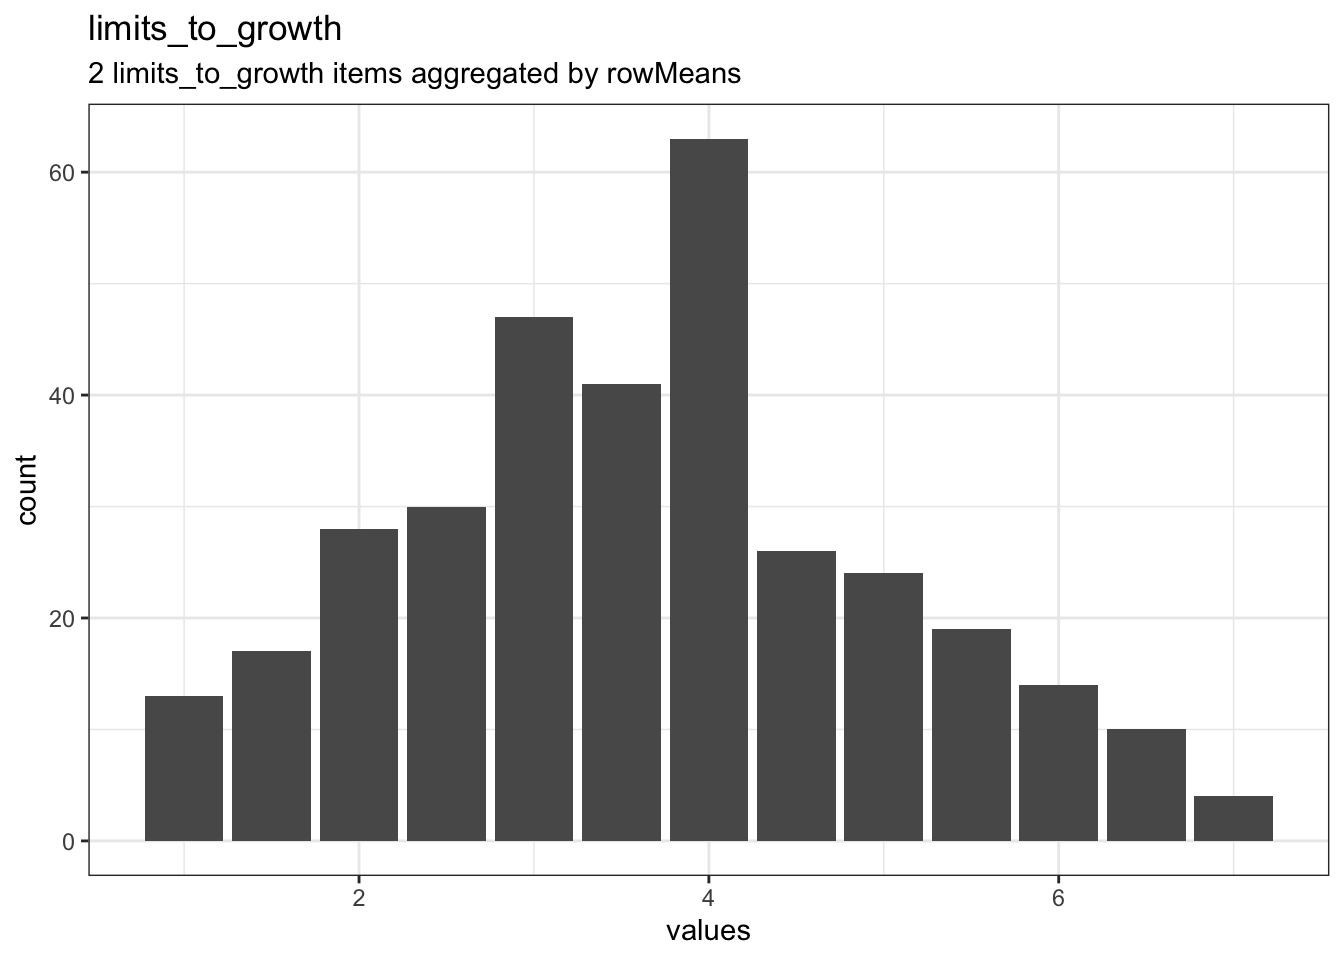 limits_to_growth
2 limits_to_growth items aggregated by rowMeans
60
40
20
0
count
2 4 6
values